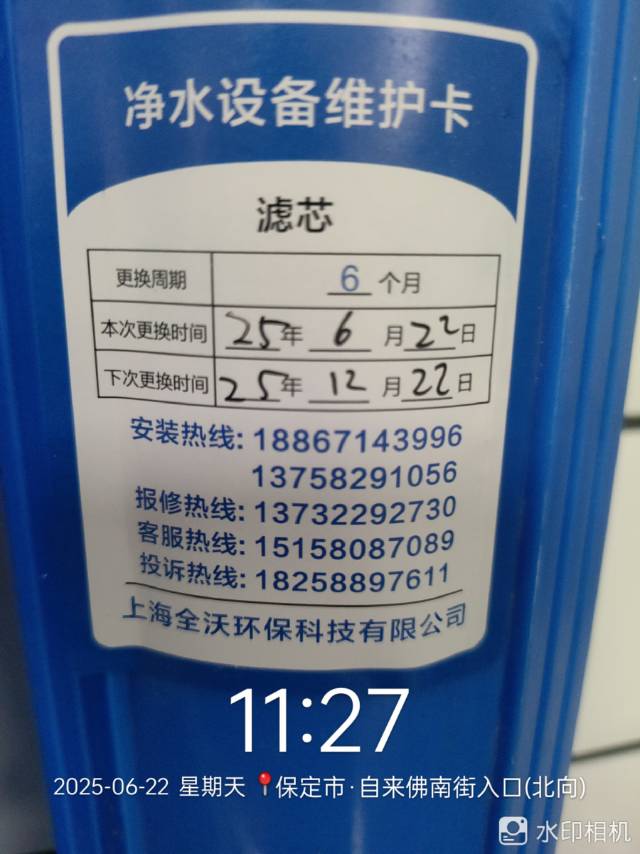 净水设备维护卡
滤芯
更换周期 6 个月
本次更换时间 25年 6 月22日
下次更换时间 25年 12 月22日
安装热线: 18867143996
13758291056
报修热线: 13732292730
客服热线: 15158087089
投诉热线: 18258897611
上海全沃环保科技有限公司
11:27
2025-06-22 星期天 保定市·自来佛南街入口(北向)
水印相机